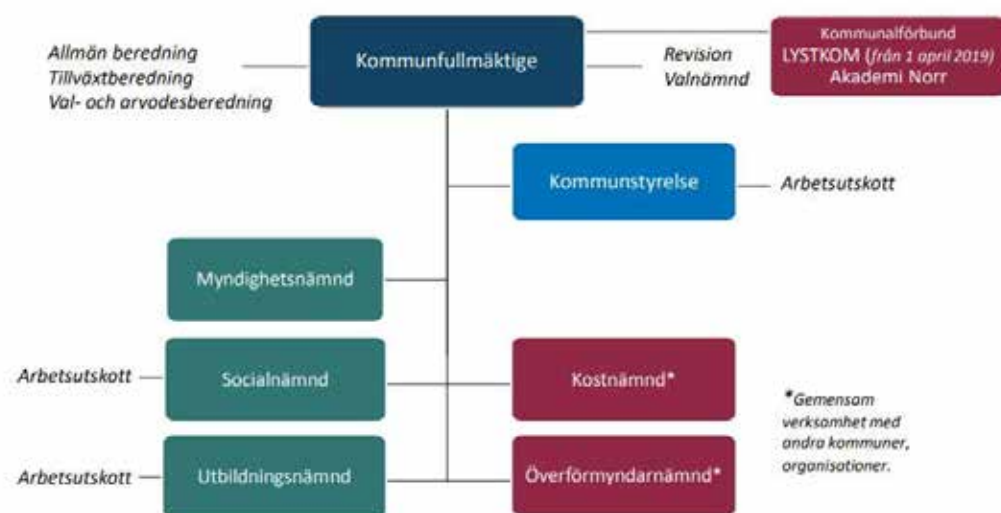 Allmän beredning
Tillväxtberedning
Val- och arvodesberedning
Kommunfullmäktige
Revision
Valnämnd
Kommunalförbund
LYSTKOM (från 1 april 2019)
Akademi Norr
Kommunstyrelse
Arbetsutskott
Myndighetsnämnd
Arbetsutskott
Socialnämnd
Kostnämnd*
*Gemensam
verksamhet med
andra kommuner,
organisationer.
Arbetsutskott
Utbildningsnämnd
Överförmyndarnämnd*